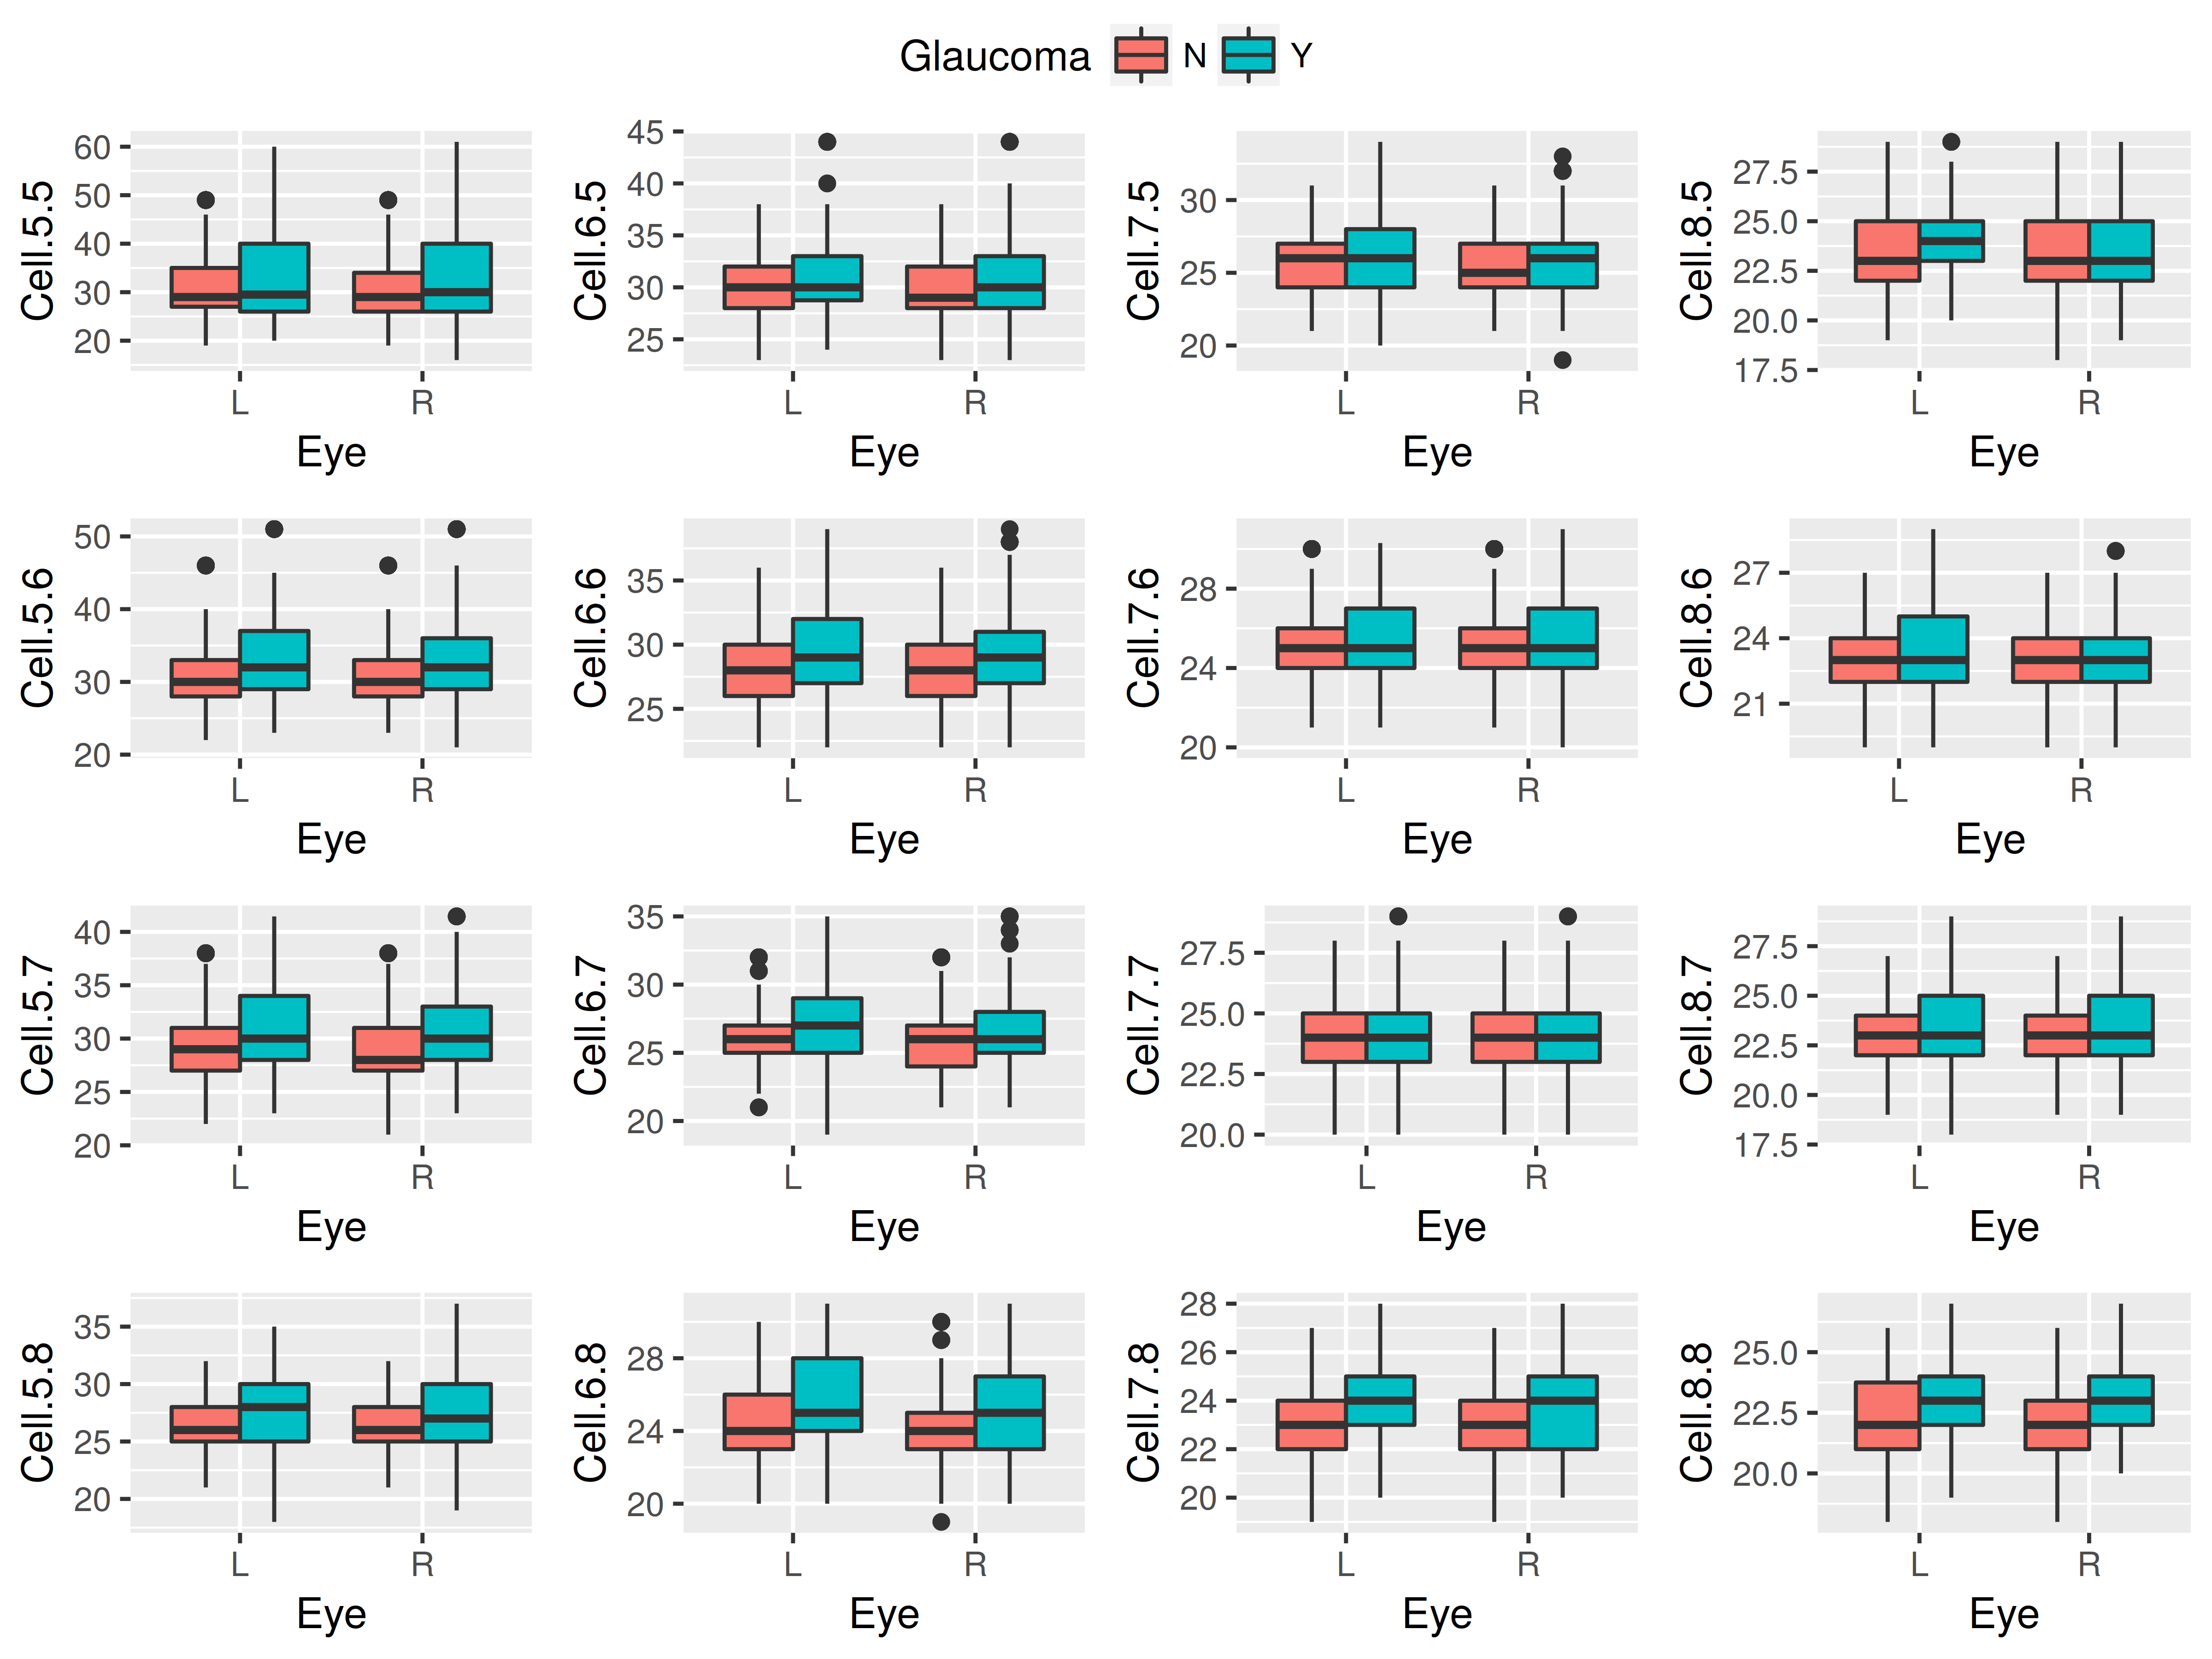 Glaucoma N Y
Cell.5.5
60
50
40
30
20
L R
Eye
Cell.6.5
45
40
35
30
25
L R
Eye
Cell.7.5
30
25
20
L R
Eye
Cell.8.5
27.5
25.0
22.5
20.0
17.5
L R
Eye
Cell.5.6
50
40
30
20
L R
Eye
Cell.6.6
35
30
25
L R
Eye
Cell.7.6
28
24
20
L R
Eye
Cell.8.6
27
24
21
L R
Eye
Cell.5.7
40
35
30
25
20
L R
Eye
Cell.6.7
35
30
25
20
L R
Eye
Cell.7.7
27.5
25.0
22.5
20.0
L R
Eye
Cell.8.7
27.5
25.0
22.5
20.0
17.5
L R
Eye
Cell.5.8
35
30
25
20
L R
Eye
Cell.6.8
28
24
20
L R
Eye
Cell.7.8
28
26
24
22
20
L R
Eye
Cell.8.8
25.0
22.5
20.0
L R
Eye